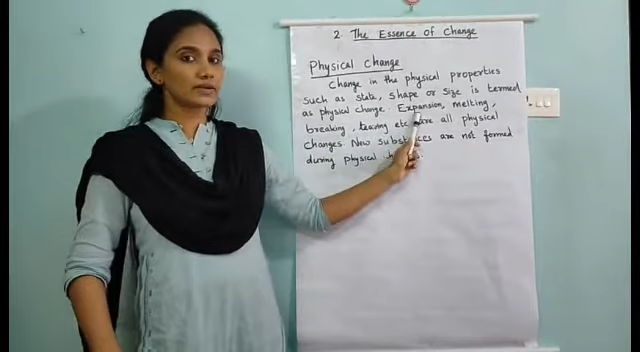 2. The Essence of Change
Physical Change
Change in the physical properties
such as state, shape or size is termed
as physical change. Expansion, melting,
breaking, tearing etc are all physical
changes. New substances are not formed
during physical